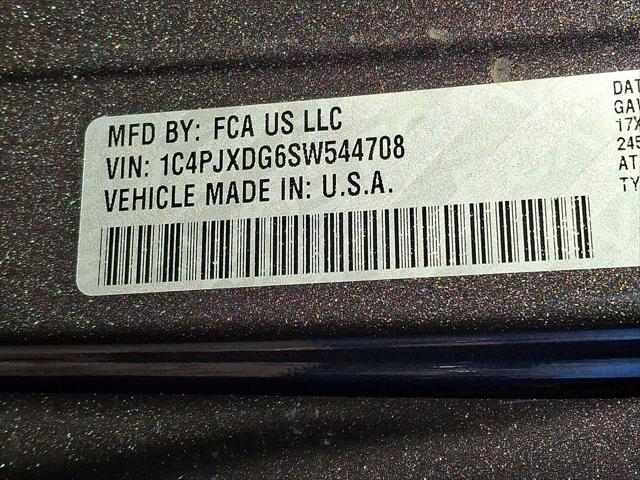 MFD BY: FCA US LLC
VIN: 1C4PJXDG6SW544708
VEHICLE MADE IN: U.S.A.
DAT
GAV
17X
245
AT
TY